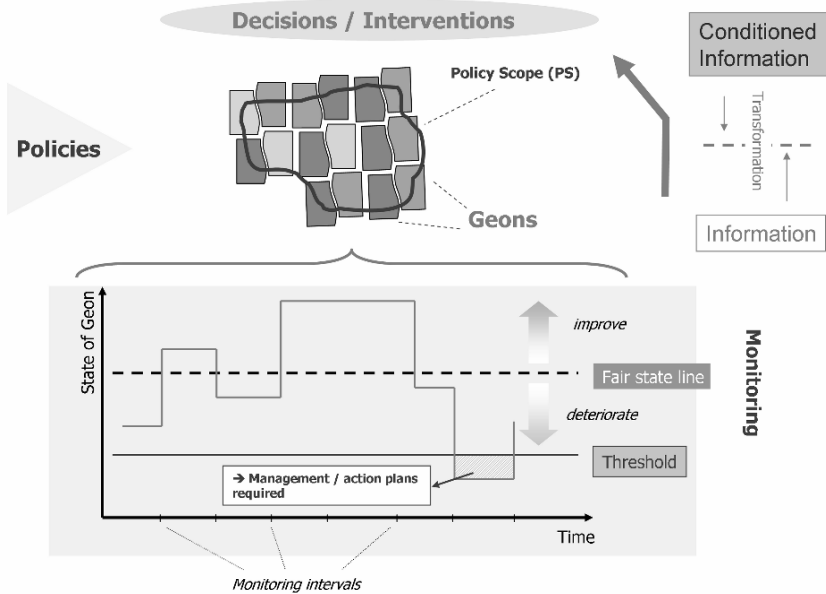 Decisions / Interventions
Conditioned
Information
Policy Scope (PS)
Transformation
Policies
Geons
Information
State of Geon
improve
Fair state line
deteriorate
Monitoring
Threshold
➔ Management / action plans
required
Time
Monitoring intervals